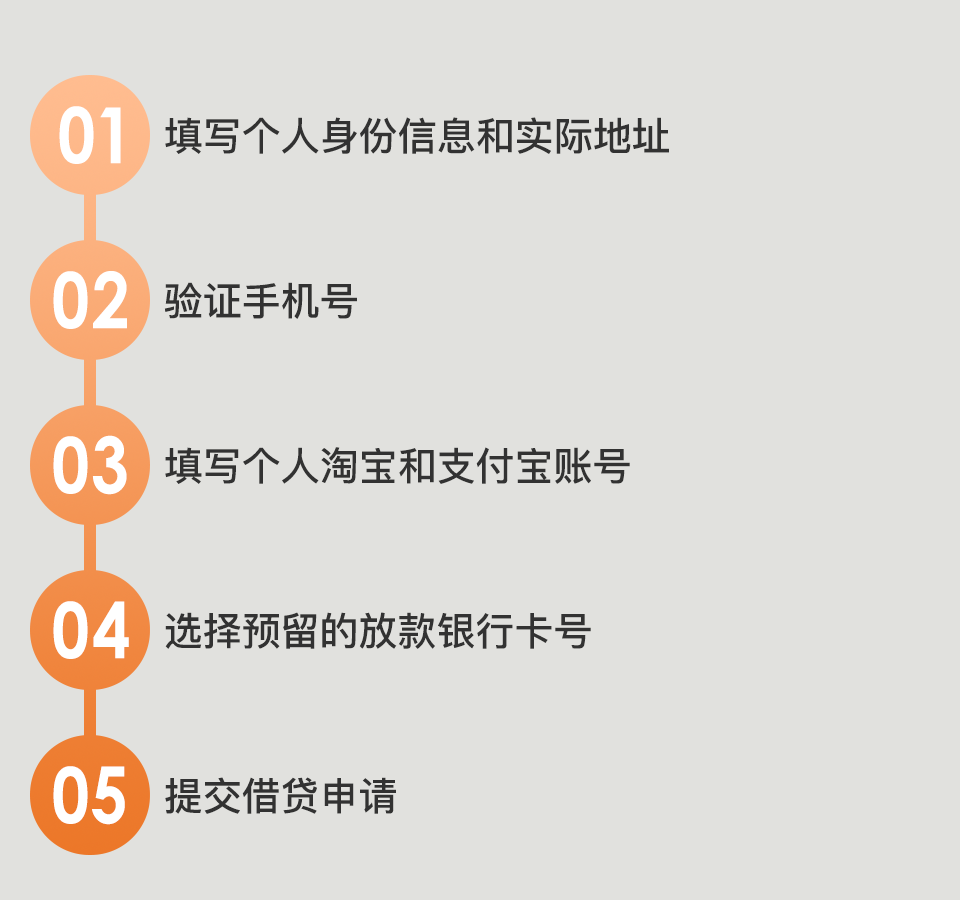 01 填写个人身份信息和实际地址
02 验证手机号
03 填写个人淘宝和支付宝账号
04 选择预留的放款银行卡号
05 提交借贷申请